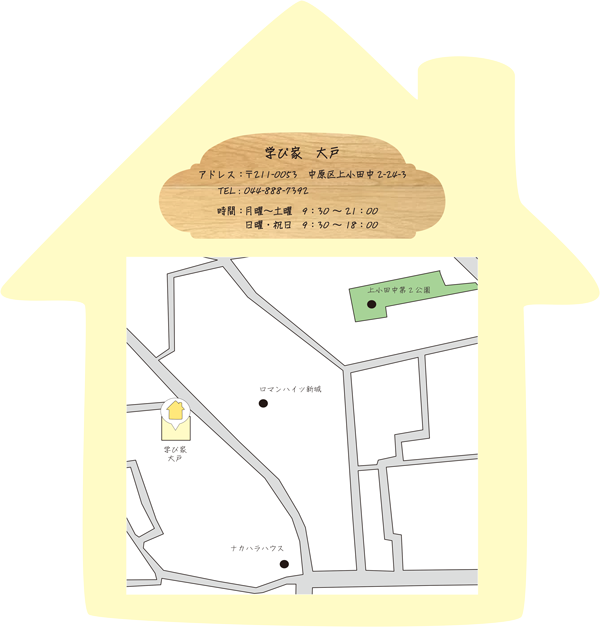 学び家 大戸
アドレス：〒211-0053 中原区上小田中2-24-3
TEL：044-888-7392
時間：月曜～土曜 9：30～21：00
日曜・祝日 9：30～18：00
上小田中第2公園
ロマンハイツ新城
学び家
大戸
ナカハラハウス